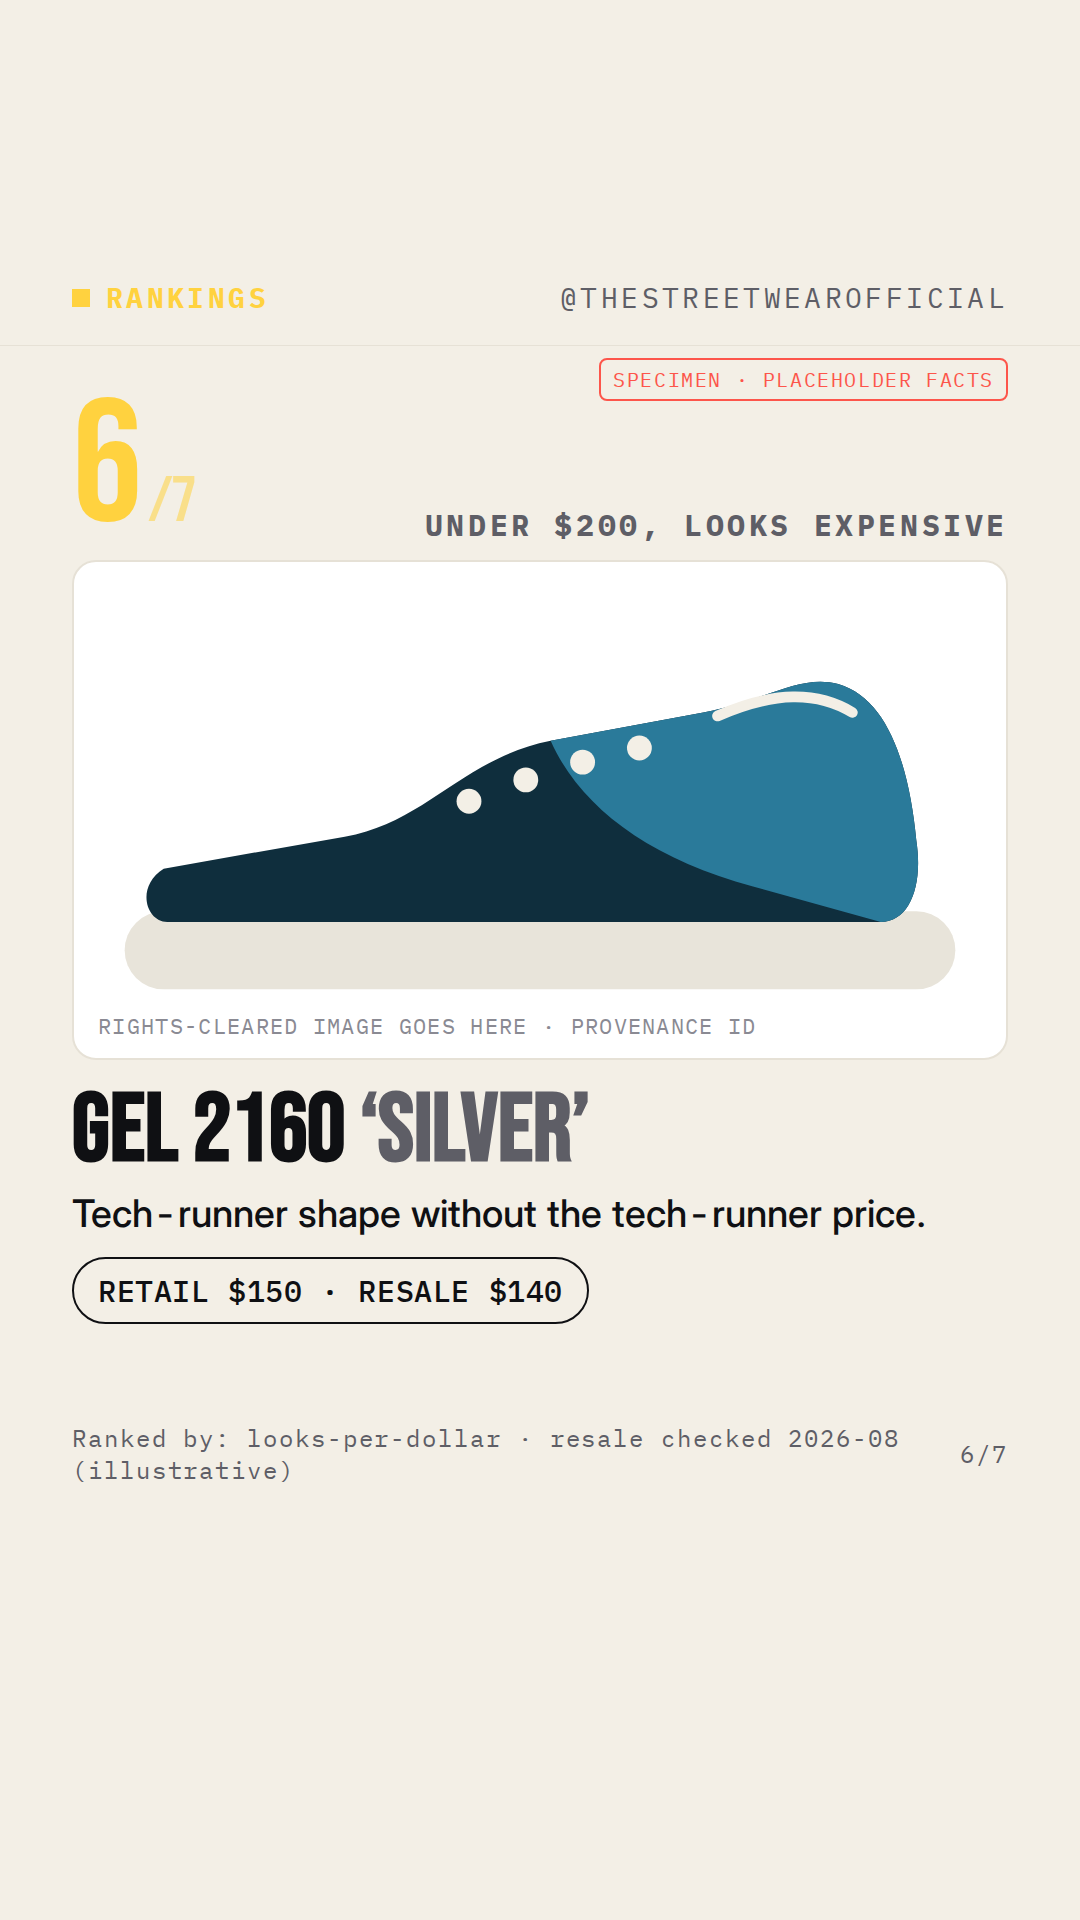 RANKINGS
@THESTREETWEAROFFICIAL
SPECIMEN · PLACEHOLDER FACTS
6/7
UNDER $200, LOOKS EXPENSIVE
RIGHTS-CLEARED IMAGE GOES HERE · PROVENANCE ID
GEL 2160 ‘SILVER’
Tech-runner shape without the tech-runner price.
RETAIL $150 · RESALE $140
Ranked by: looks-per-dollar · resale checked 2026-08
(illustrative)
6/7